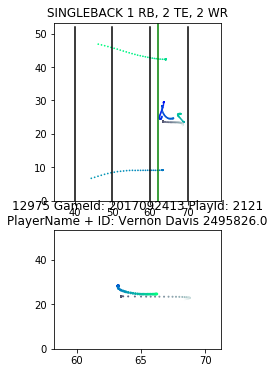 SINGLEBACK 1 RB, 2 TE, 2 WR
50
40
30
20
10
0
40 50 60 70
12975 GameId: 2017092413 PlayId: 2121
PlayerName + ID: Vernon Davis 2495826.0
40
20
0
60 65 70